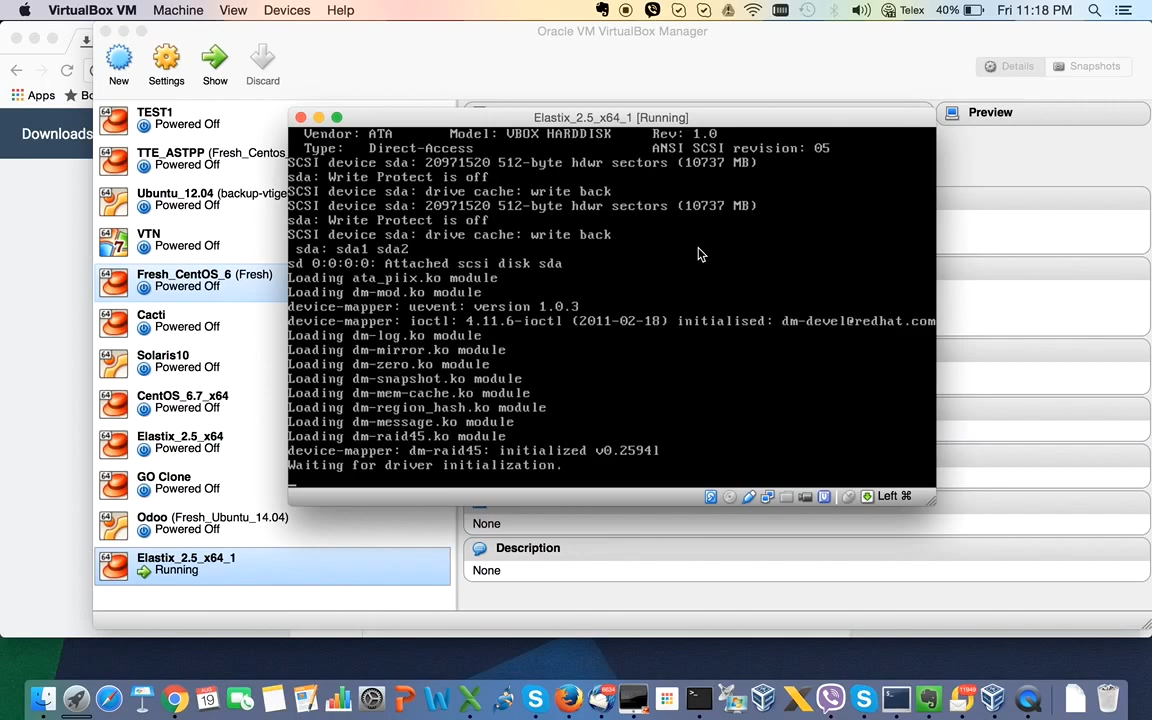 VirtualBox VM Machine View Devices Help Telex 40% Fri 11:18 PM
Oracle VM VirtualBox Manager
New Settings Show Discard
Details Snapshots
Apps
Downloads
TEST1
Powered Off
TTE_ASTPP (Fresh_Centos_
Powered Off
Ubuntu_12.04 (backup-vtige
Powered Off
VTN
Powered Off
Fresh_CentOS_6 (Fresh)
Powered Off
Cacti
Powered Off
Solaris10
Powered Off
CentOS_6.7_x64
Powered Off
Elastix_2.5_x64
Powered Off
GO Clone
Powered Off
Odoo (Fresh_Ubuntu_14.04)
Powered Off
Elastix_2.5_x64_1
Running
Preview
Elastix_2.5_x64_1 [Running]
Vendor: ATA Model: VBOX HARDDISK Rev: 1.0
Type: Direct-Access ANSI SCSI revision: 05
SCSI device sda: 20971520 512-byte hdwr sectors (10737 MB)
sda: Write Protect is off
SCSI device sda: drive cache: write back
SCSI device sda: 20971520 512-byte hdwr sectors (10737 MB)
sda: Write Protect is off
SCSI device sda: drive cache: write back
sda: sda1 sda2
sd 0:0:0:0: Attached scsi disk sda
Loading ata_piix.ko module
Loading dm-mod.ko module
device-mapper: uevent: version 1.0.3
device-mapper: ioctl: 4.11.6-ioctl (2011-02-18) initialised: dm-devel@redhat.com
Loading dm-log.ko module
Loading dm-mirror.ko module
Loading dm-zero.ko module
Loading dm-snapshot.ko module
Loading dm-mem-cache.ko module
Loading dm-region_hash.ko module
Loading dm-message.ko module
Loading dm-raid45.ko module
device-mapper: dm-raid45: initialized v0.2594l
Waiting for driver initialization.
Left ⌘
None
Description
None